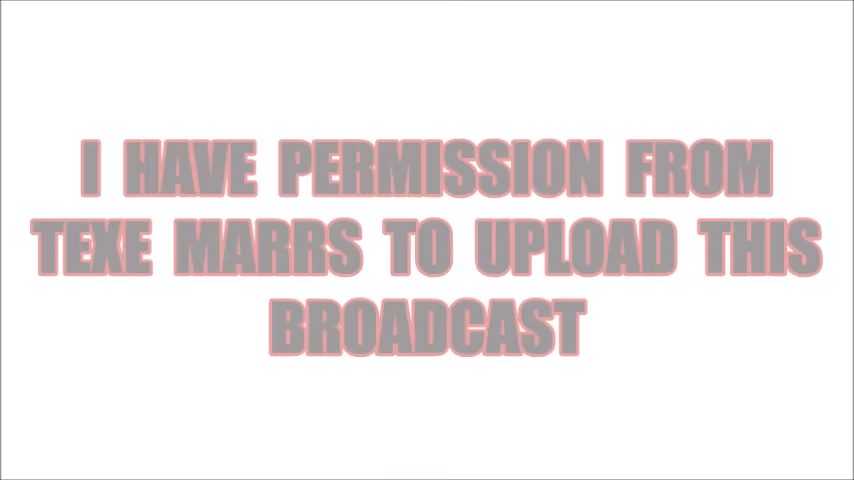 I HAVE PERMISSION FROM
TEXE MARRS TO UPLOAD THIS
BROADCAST